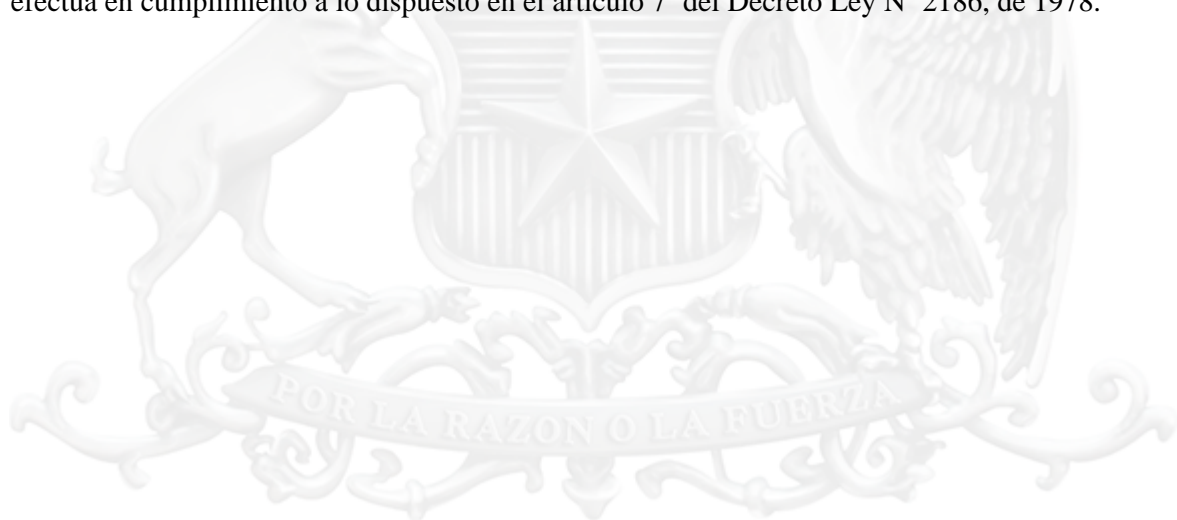 efectúa en cumplimiento a lo dispuesto en el artículo 7° del Decreto Ley N° 2186, de 1978.
POR LA RAZON O LA FUERZA